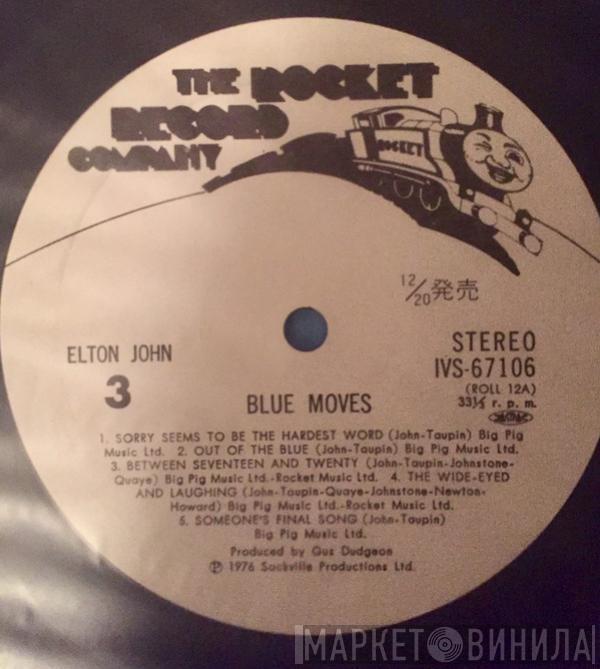 THE ROCKET
RECORD
COMPANY
ROCKET
12/20発売
ELTON JOHN
STEREO
IVS-67106
(ROLL 12A)
3
33⅓ r. p. m.
BLUE MOVES
1. SORRY SEEMS TO BE THE HARDEST WORD (John-Taupin) Big Pig
Music Ltd. 2. OUT OF THE BLUE (John-Taupin) Big Pig Music Ltd.
3. BETWEEN SEVENTEEN AND TWENTY (John-Taupin-Johnstone-
Quaye) Big Pig Music Ltd.-Rocket Music Ltd. 4. THE WIDE-EYED
AND LAUGHING (John-Taupin-Quaye-Johnstone-Newton-
Howard) Big Pig Music Ltd.-Rocket Music Ltd.
5. SOMEONE'S FINAL SONG (John-Taupin)
Big Pig Music Ltd.
Produced by Gus Dudgeon
℗ 1976 Sackville Productions Ltd.
МАРКЕТ ВИНИЛА